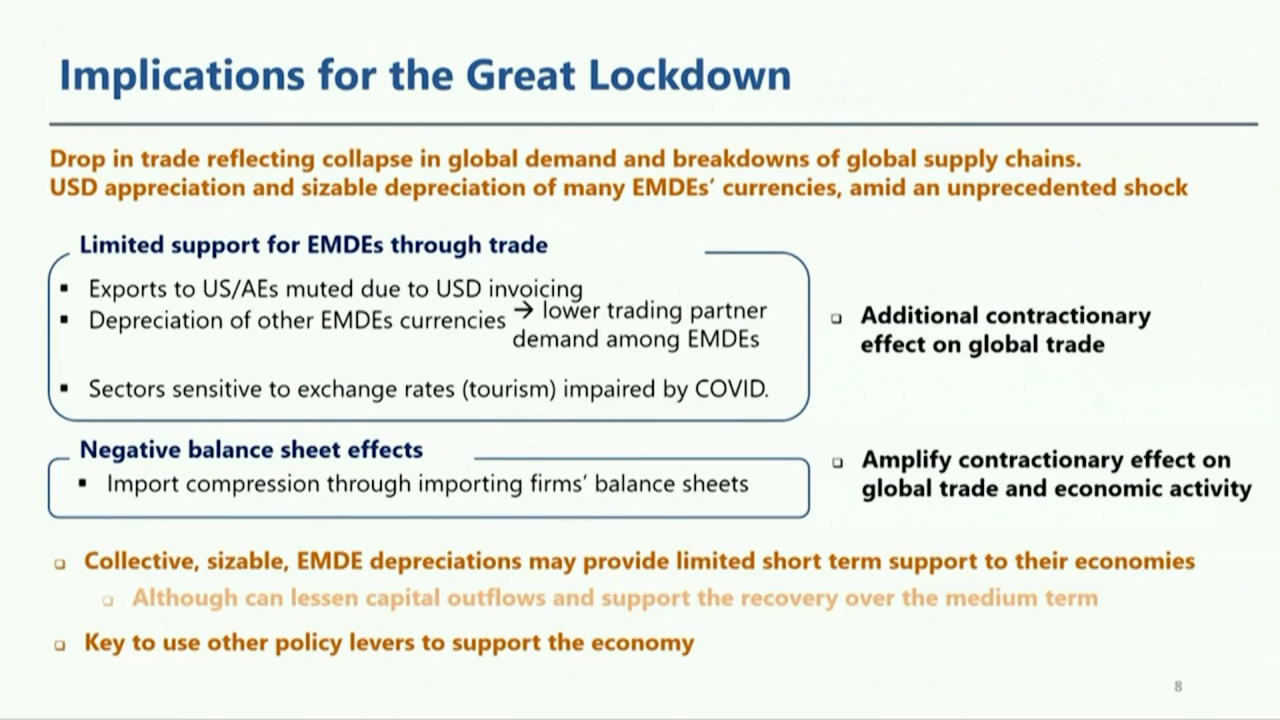 Implications for the Great Lockdown
Drop in trade reflecting collapse in global demand and breakdowns of global supply chains.
USD appreciation and sizable depreciation of many EMDEs’ currencies, amid an unprecedented shock
Limited support for EMDEs through trade
▪ Exports to US/AEs muted due to USD invoicing
▪ Depreciation of other EMDEs currencies → lower trading partner
demand among EMDEs
▪ Sectors sensitive to exchange rates (tourism) impaired by COVID.
❑ Additional contractionary
effect on global trade
Negative balance sheet effects
▪ Import compression through importing firms’ balance sheets
❑ Amplify contractionary effect on
global trade and economic activity
❑ Collective, sizable, EMDE depreciations may provide limited short term support to their economies
❑ Although can lessen capital outflows and support the recovery over the medium term
❑ Key to use other policy levers to support the economy
8